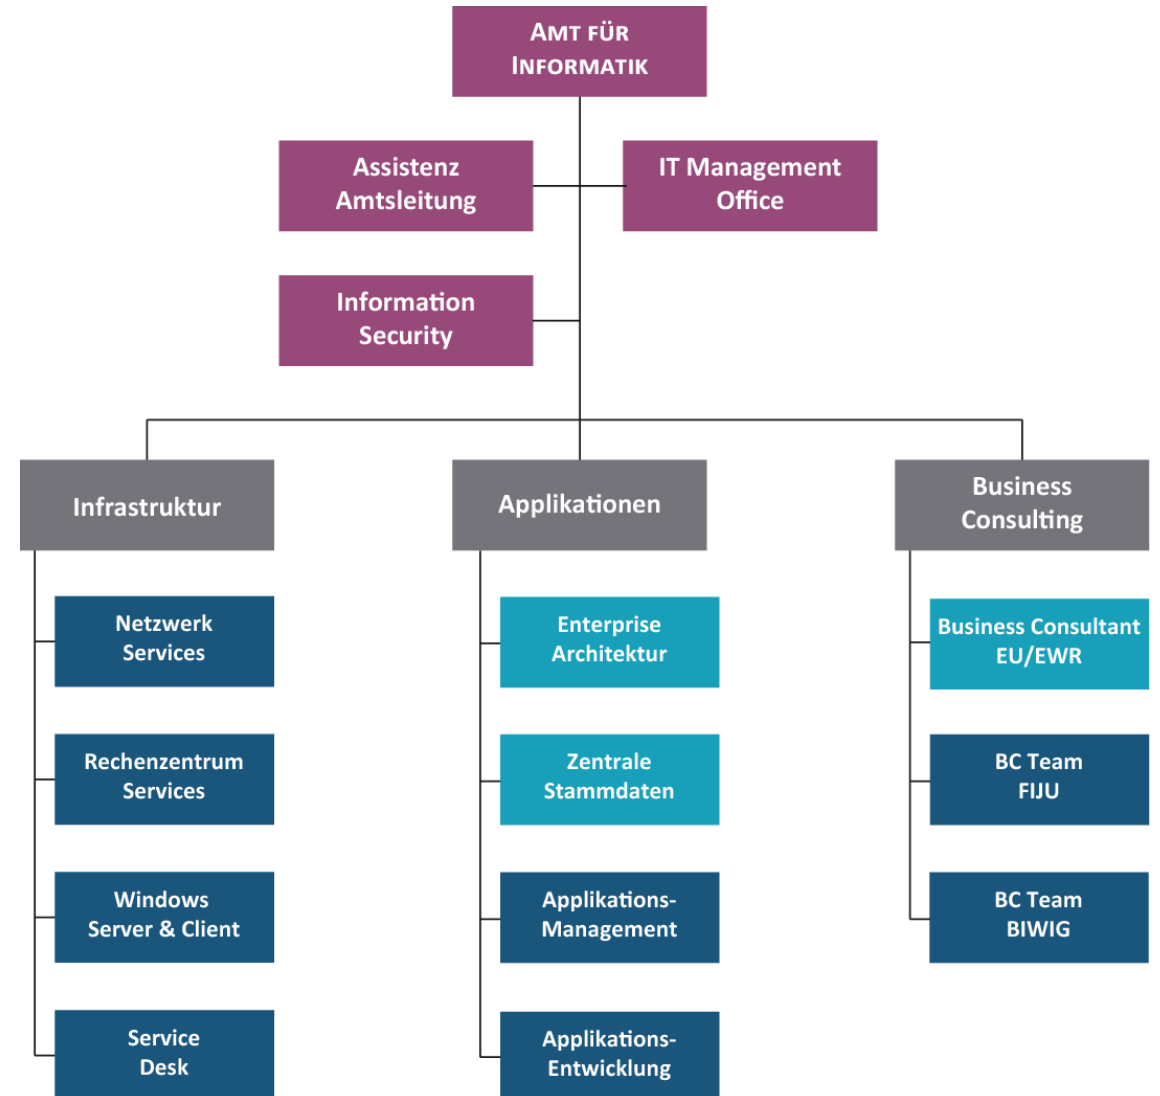 AMT FÜR
INFORMATIK
Assistenz
Amtsleitung
IT Management
Office
Information
Security
Infrastruktur
Applikationen
Business
Consulting
Netzwerk
Services
Rechenzentrum
Services
Windows
Server & Client
Service
Desk
Enterprise
Architektur
Zentrale
Stammdaten
Applikations-
Management
Applikations-
Entwicklung
Business Consultant
EU/EWR
BC Team
FIJU
BC Team
BIWIG